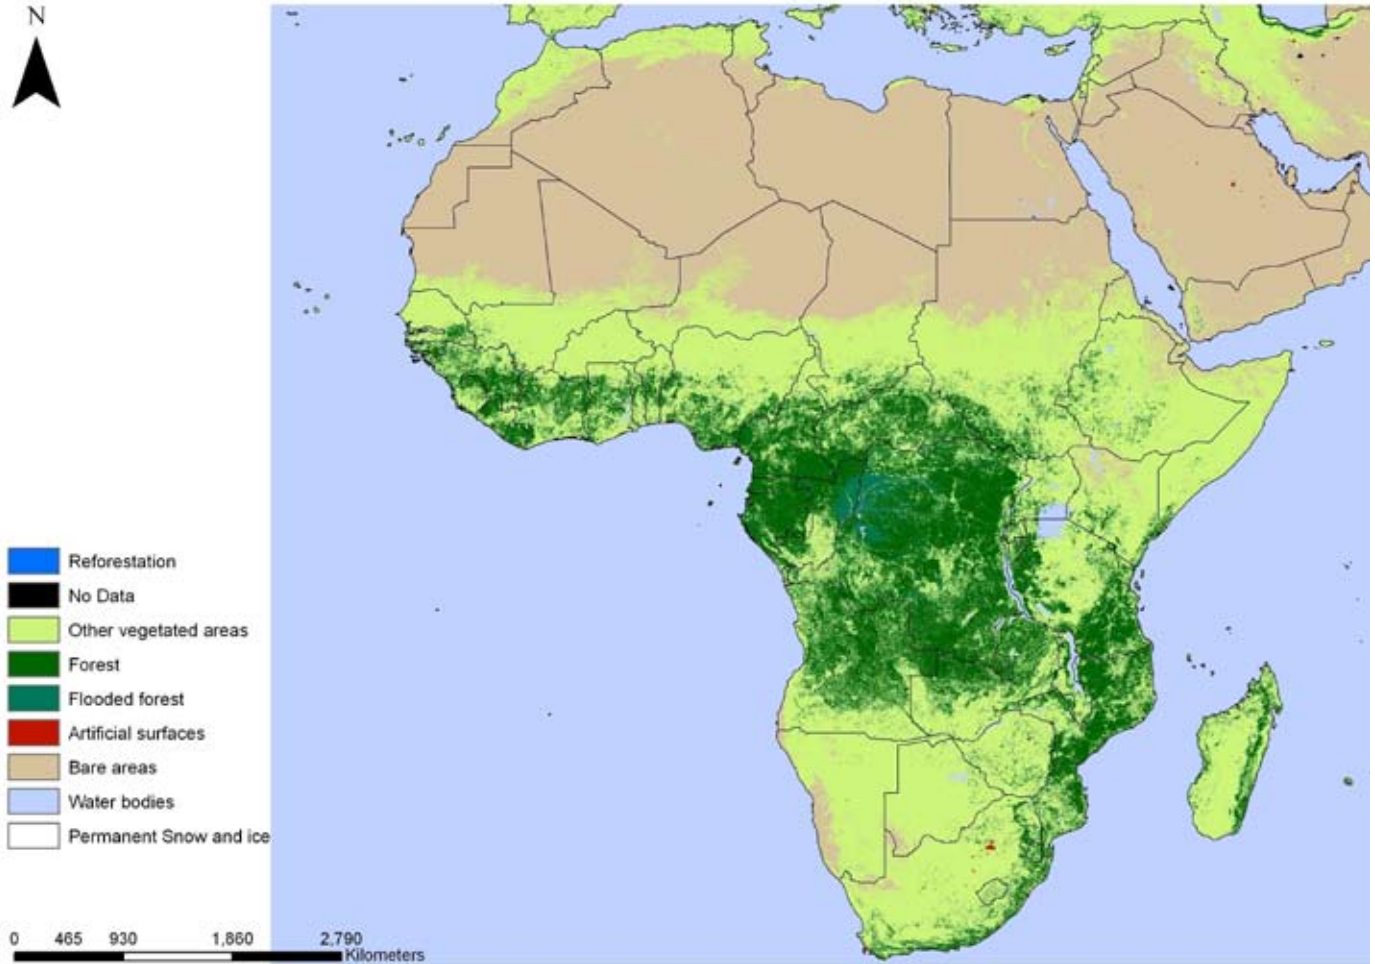 N
Reforestation
No Data
Other vegetated areas
Forest
Flooded forest
Artificial surfaces
Bare areas
Water bodies
Permanent Snow and ice
0 465 930 1,860 2,790
Kilometers